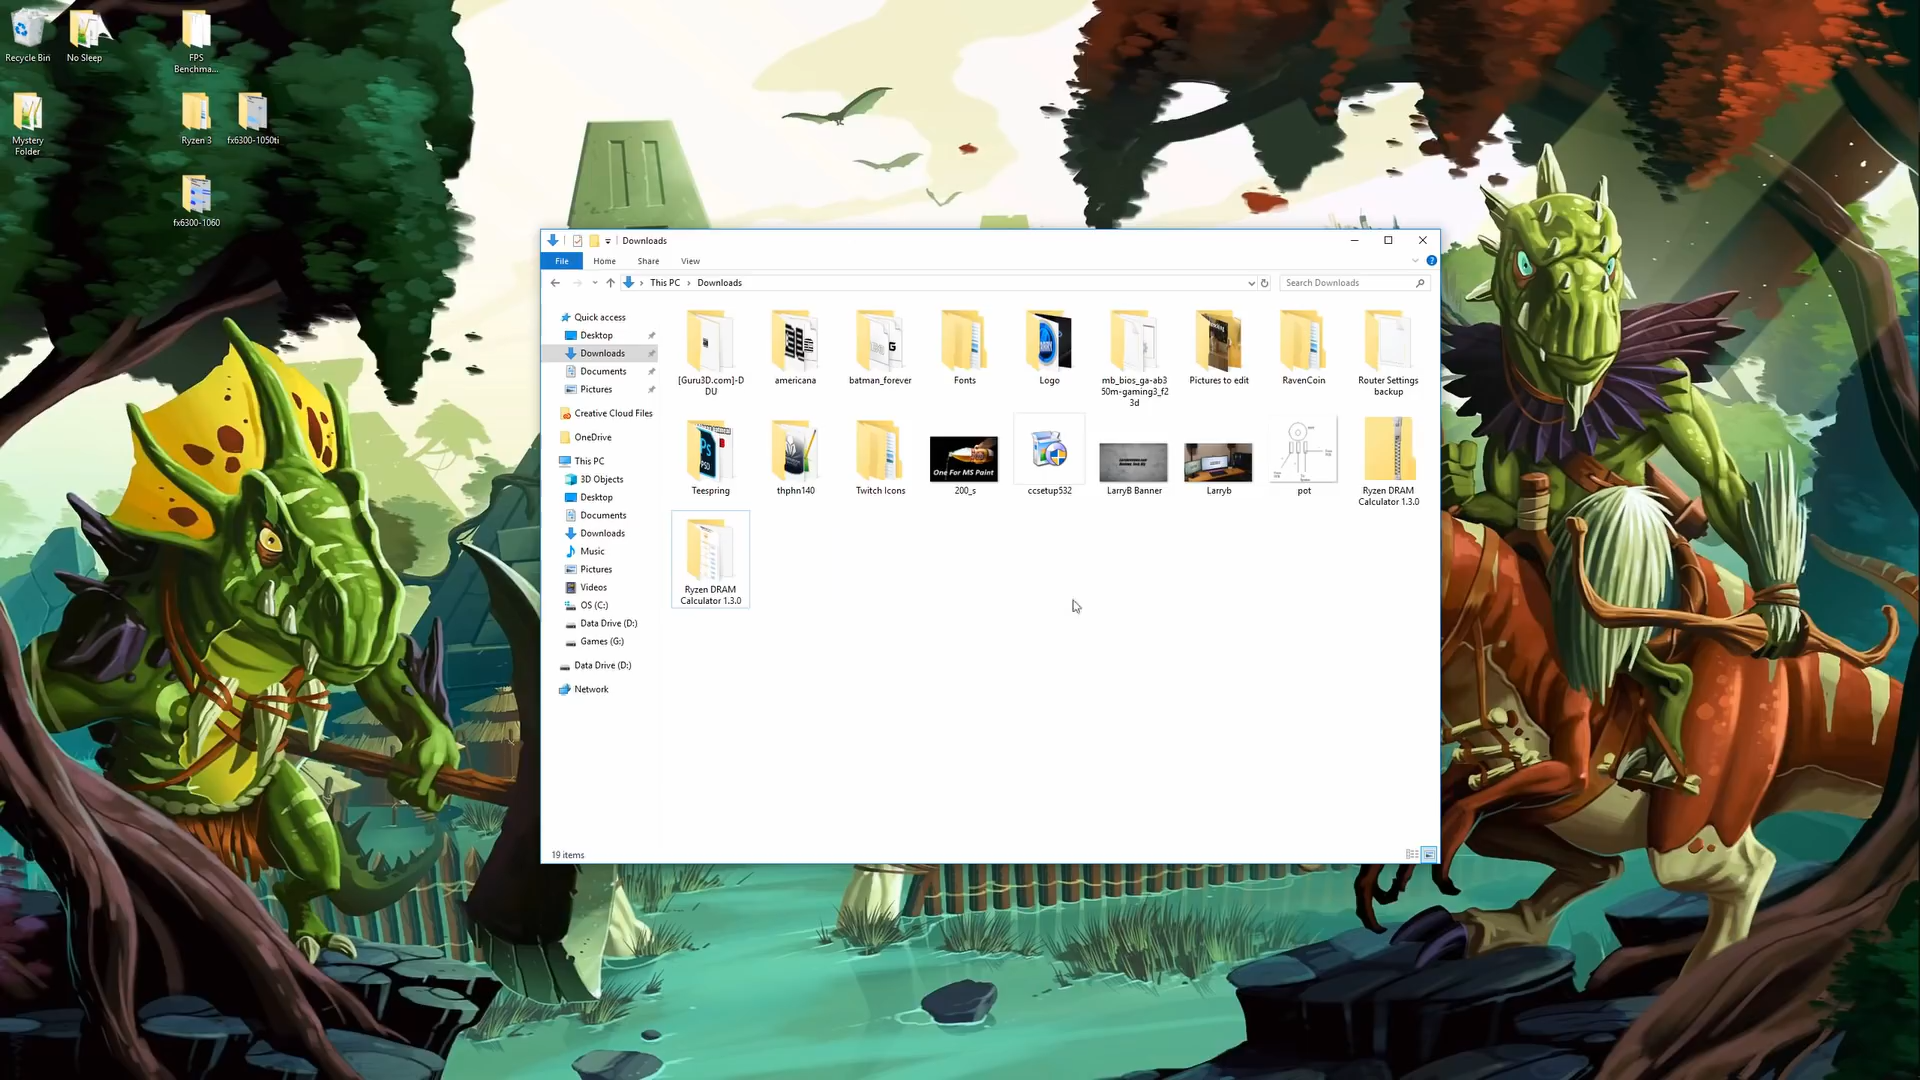 Recycle Bin
No Sleep
FPS
Benchma...
Mystery
Folder
Ryzen 3
fx6300-1050ti
fx6300-1060
Downloads
File
Home
Share
View
This PC
Downloads
Search Downloads
Quick access
Desktop
Downloads
Documents
Pictures
Creative Cloud Files
OneDrive
This PC
3D Objects
Desktop
Documents
Downloads
Music
Pictures
Videos
OS (C:)
Data Drive (D:)
Games (G:)
Data Drive (D:)
Network
[Guru3D.com]-D
DU
americana
batman_forever
Fonts
Logo
mb_bios_ga-ab3
50m-gaming3_f2
3d
Pictures to edit
RavenCoin
Router Settings
backup
Teespring
thphn140
Twitch Icons
One For MS Paint
200_s
ccsetup532
LarryB Banner
Larryb
pot
Ryzen DRAM
Calculator 1.3.0
Ryzen DRAM
Calculator 1.3.0
19 items